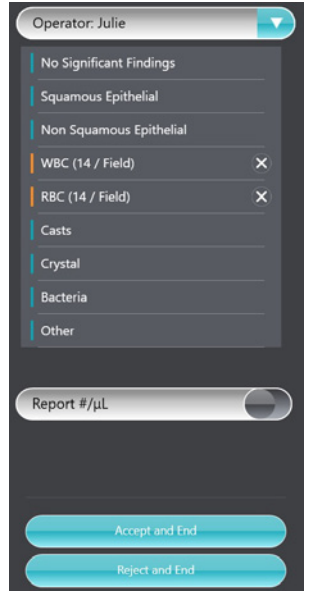 Operator: Julie
No Significant Findings
Squamous Epithelial
Non Squamous Epithelial
WBC (14 / Field)
RBC (14 / Field)
Casts
Crystal
Bacteria
Other
Report #/µL
Accept and End
Reject and End